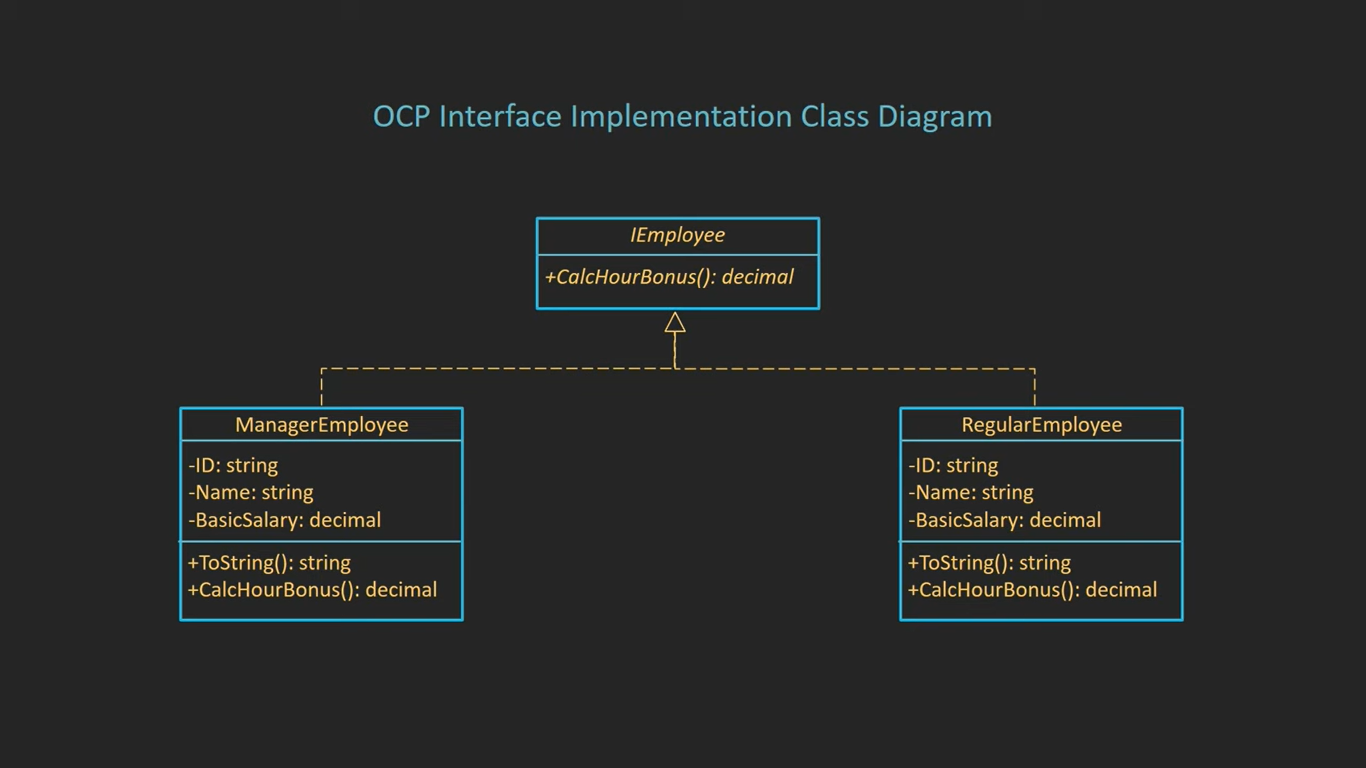 OCP Interface Implementation Class Diagram
IEmployee
+CalcHourBonus(): decimal
ManagerEmployee
-ID: string
-Name: string
-BasicSalary: decimal
+ToString(): string
+CalcHourBonus(): decimal
RegularEmployee
-ID: string
-Name: string
-BasicSalary: decimal
+ToString(): string
+CalcHourBonus(): decimal